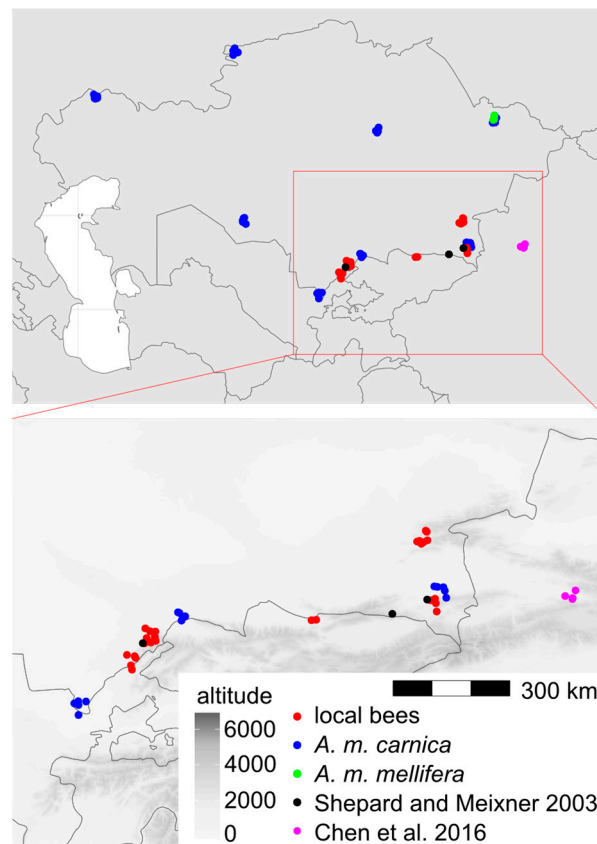 altitude
6000
4000
2000
0
300 km
local bees
A. m. carnica
A. m. mellifera
Shepard and Meixner 2003
Chen et al. 2016